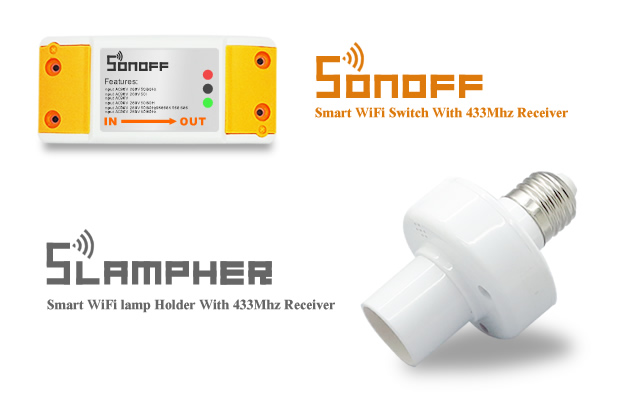 SONOFF
Features:
IN OUT
SONOFF
Smart WiFi Switch With 433Mhz Receiver
SLAMPHER
Smart WiFi lamp Holder With 433Mhz Receiver